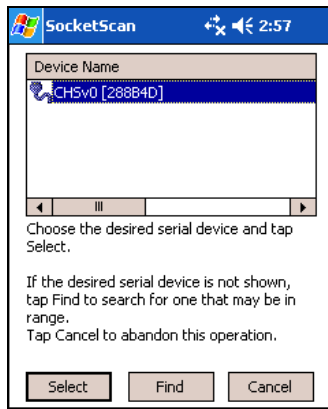 SocketScan 2:57
Device Name
CHSv0 [288B4D]
Choose the desired serial device and tap
Select.
If the desired serial device is not shown,
tap Find to search for one that may be in
range.
Tap Cancel to abandon this operation.
Select Find Cancel